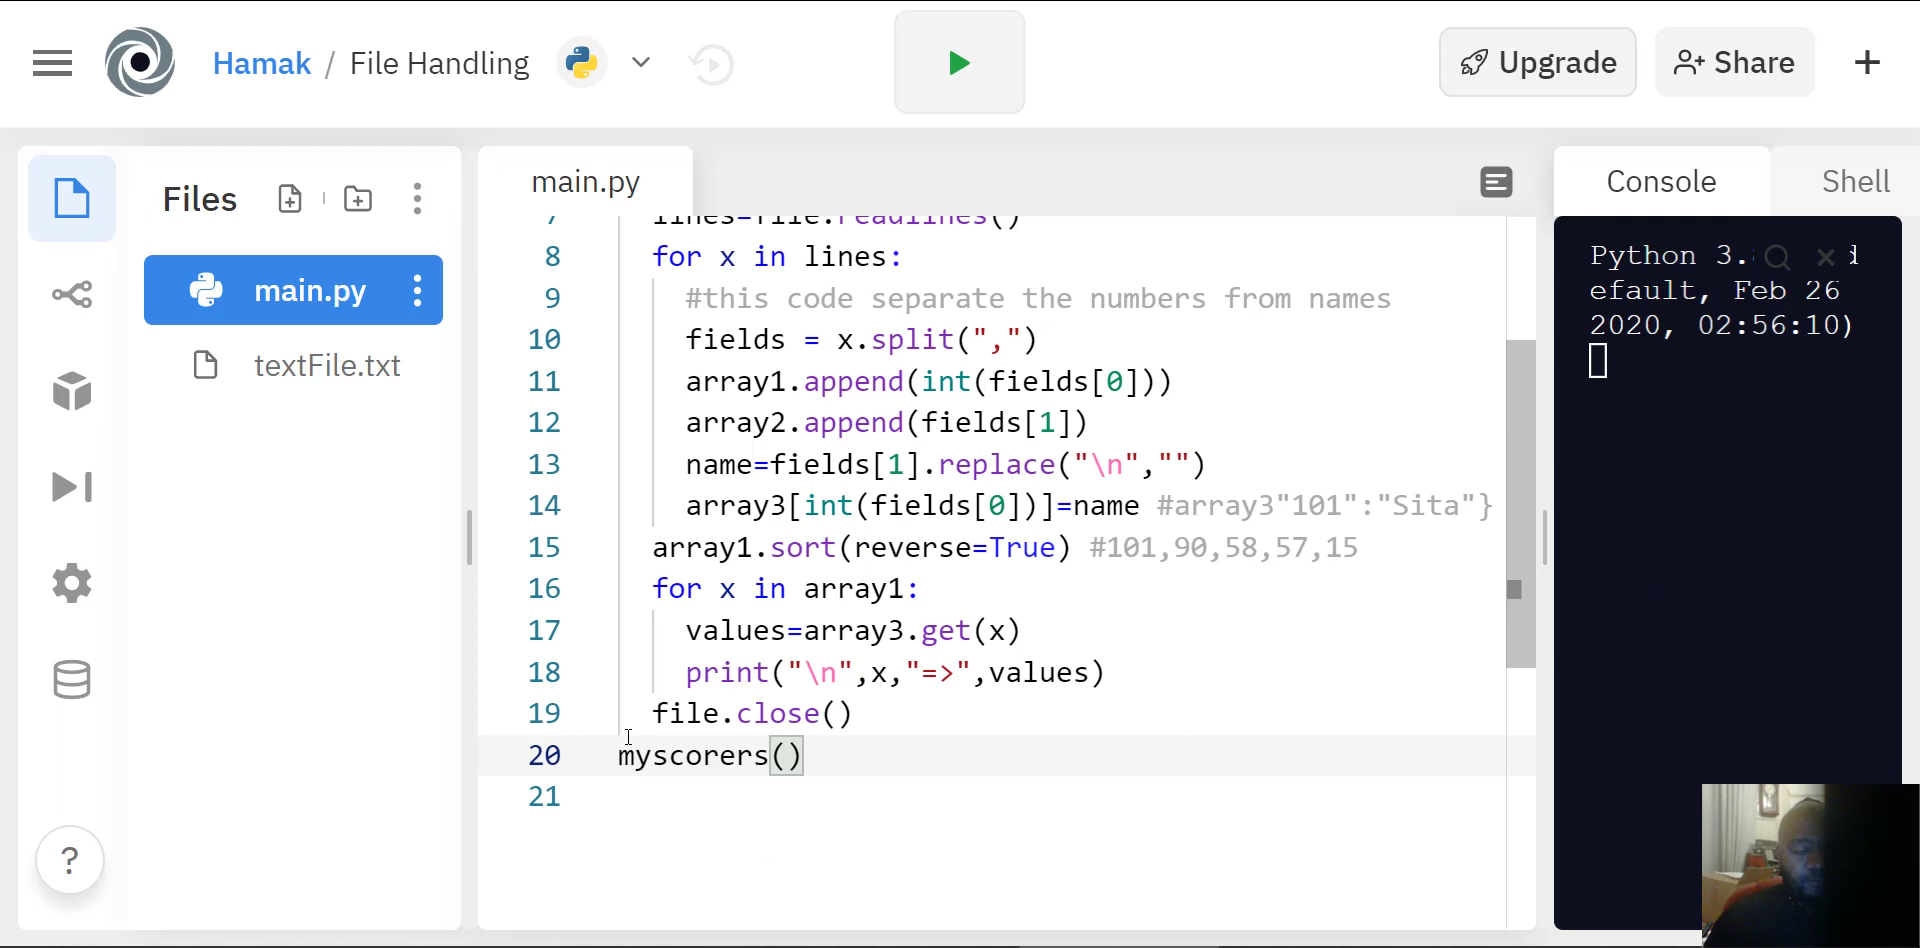 Hamak / File Handling
Upgrade
Share
Files
main.py
textFile.txt
main.py
7 lines=file.readlines()
8 for x in lines:
9 #this code separate the numbers from names
10 fields = x.split(",")
11 array1.append(int(fields[0]))
12 array2.append(fields[1])
13 name=fields[1].replace("\n","")
14 array3[int(fields[0])]=name #array3"101":"Sita"}
15 array1.sort(reverse=True) #101,90,58,57,15
16 for x in array1:
17 values=array3.get(x)
18 print("\n",x,"=>",values)
19 file.close()
20 myscorers()
21
?
Console
Shell
Python 3.
efault, Feb 26
2020, 02:56:10)